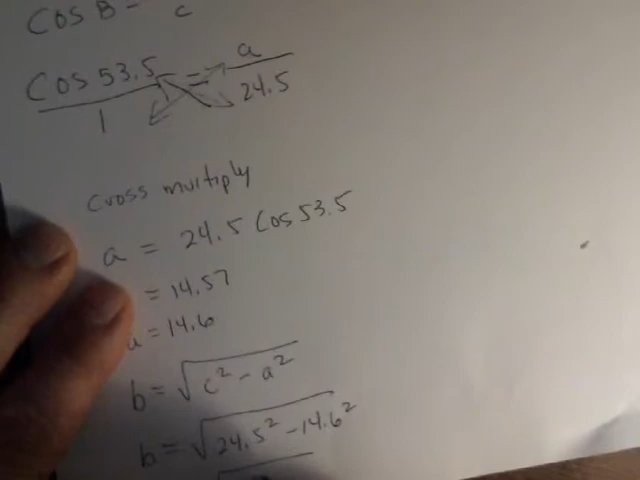 Cos B = c
Cos 53.5 = a
1 24.5
Cross multiply
a = 24.5 Cos 53.5
= 14.57
a = 14.6
b = √c² - a²
b = √24.5² - 14.6²